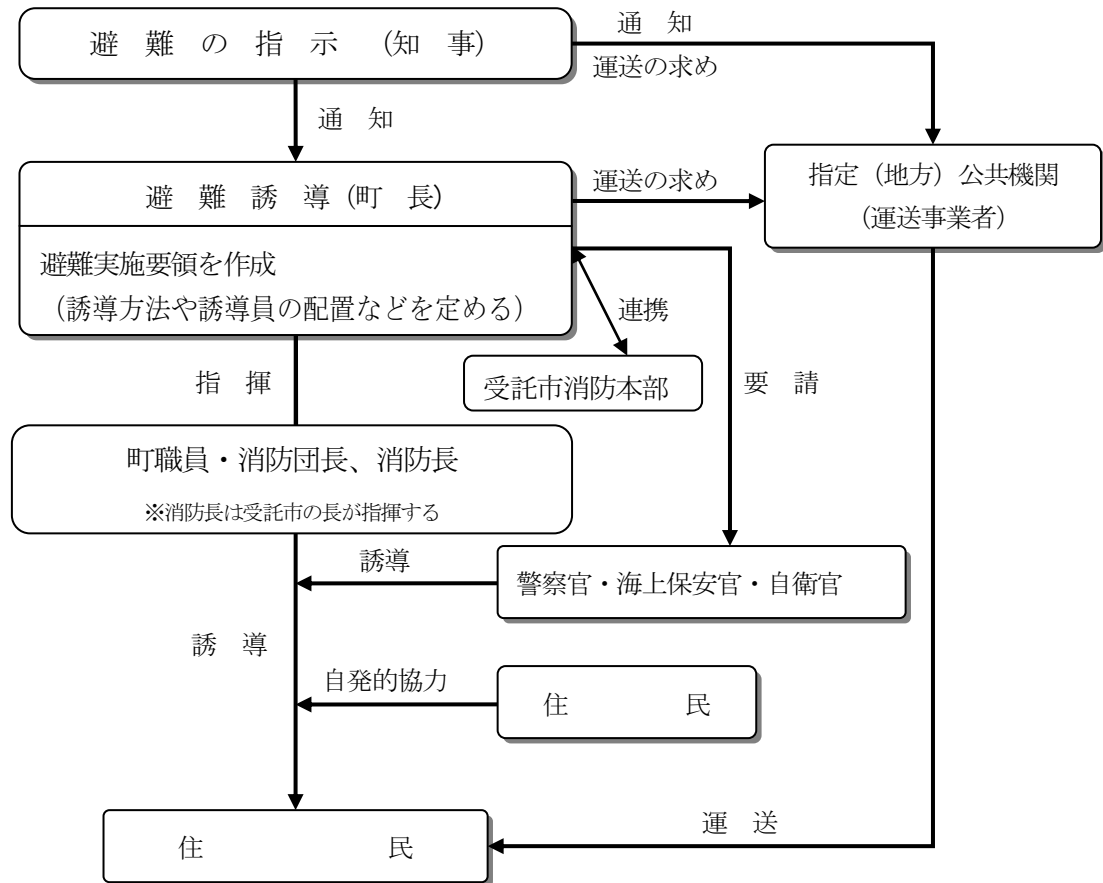 避難の指示（知事）
通知
運送の求め
通知
指定（地方）公共機関
（運送事業者）
避難誘導（町長）
運送の求め
避難実施要領を作成
（誘導方法や誘導員の配置などを定める）
連携
受託市消防本部
要請
指揮
町職員・消防団長、消防長
※消防長は受託市の長が指揮する
誘導
警察官・海上保安官・自衛官
誘導
自発的協力
住民
運送
住民